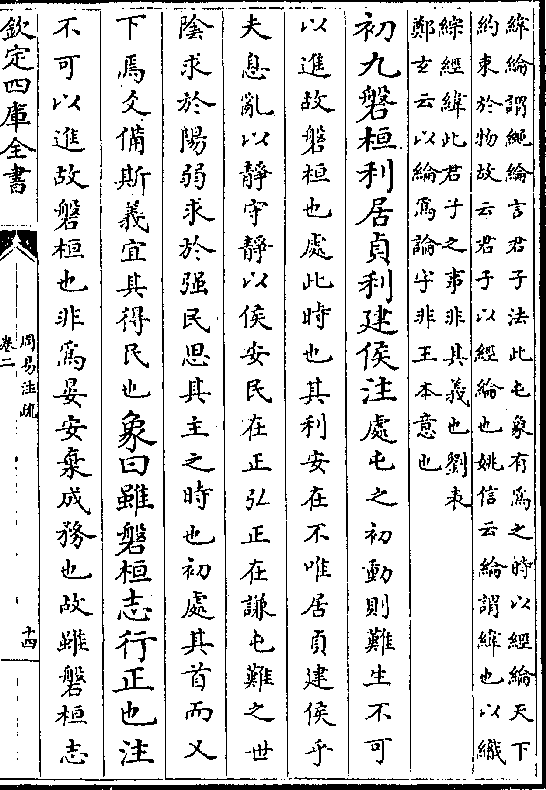 緯綸謂繩綸言君子法此屯象有為之時以經綸天下
約束於物故云君子以經綸也姚信云綸謂緯也以織
綜經緯此君子之事非其義也劉表
鄭玄云以綸為論字非王本意也
初九磐桓利居貞利建侯注處屯之初動則難生不可
以進故磐桓也處此時也其利安在不唯居貞建侯乎
夫息亂以靜守靜以侯安民在正弘正在謙屯難之世
陰求於陽弱求於强民思其主之時也初處其首而又
下焉爻備斯義宜其得民也象曰雖磐桓志行正也注
不可以進故磐桓也非為晏安棄成務也故雖磐桓志
欽定四庫全書
周易注疏
卷二
十四